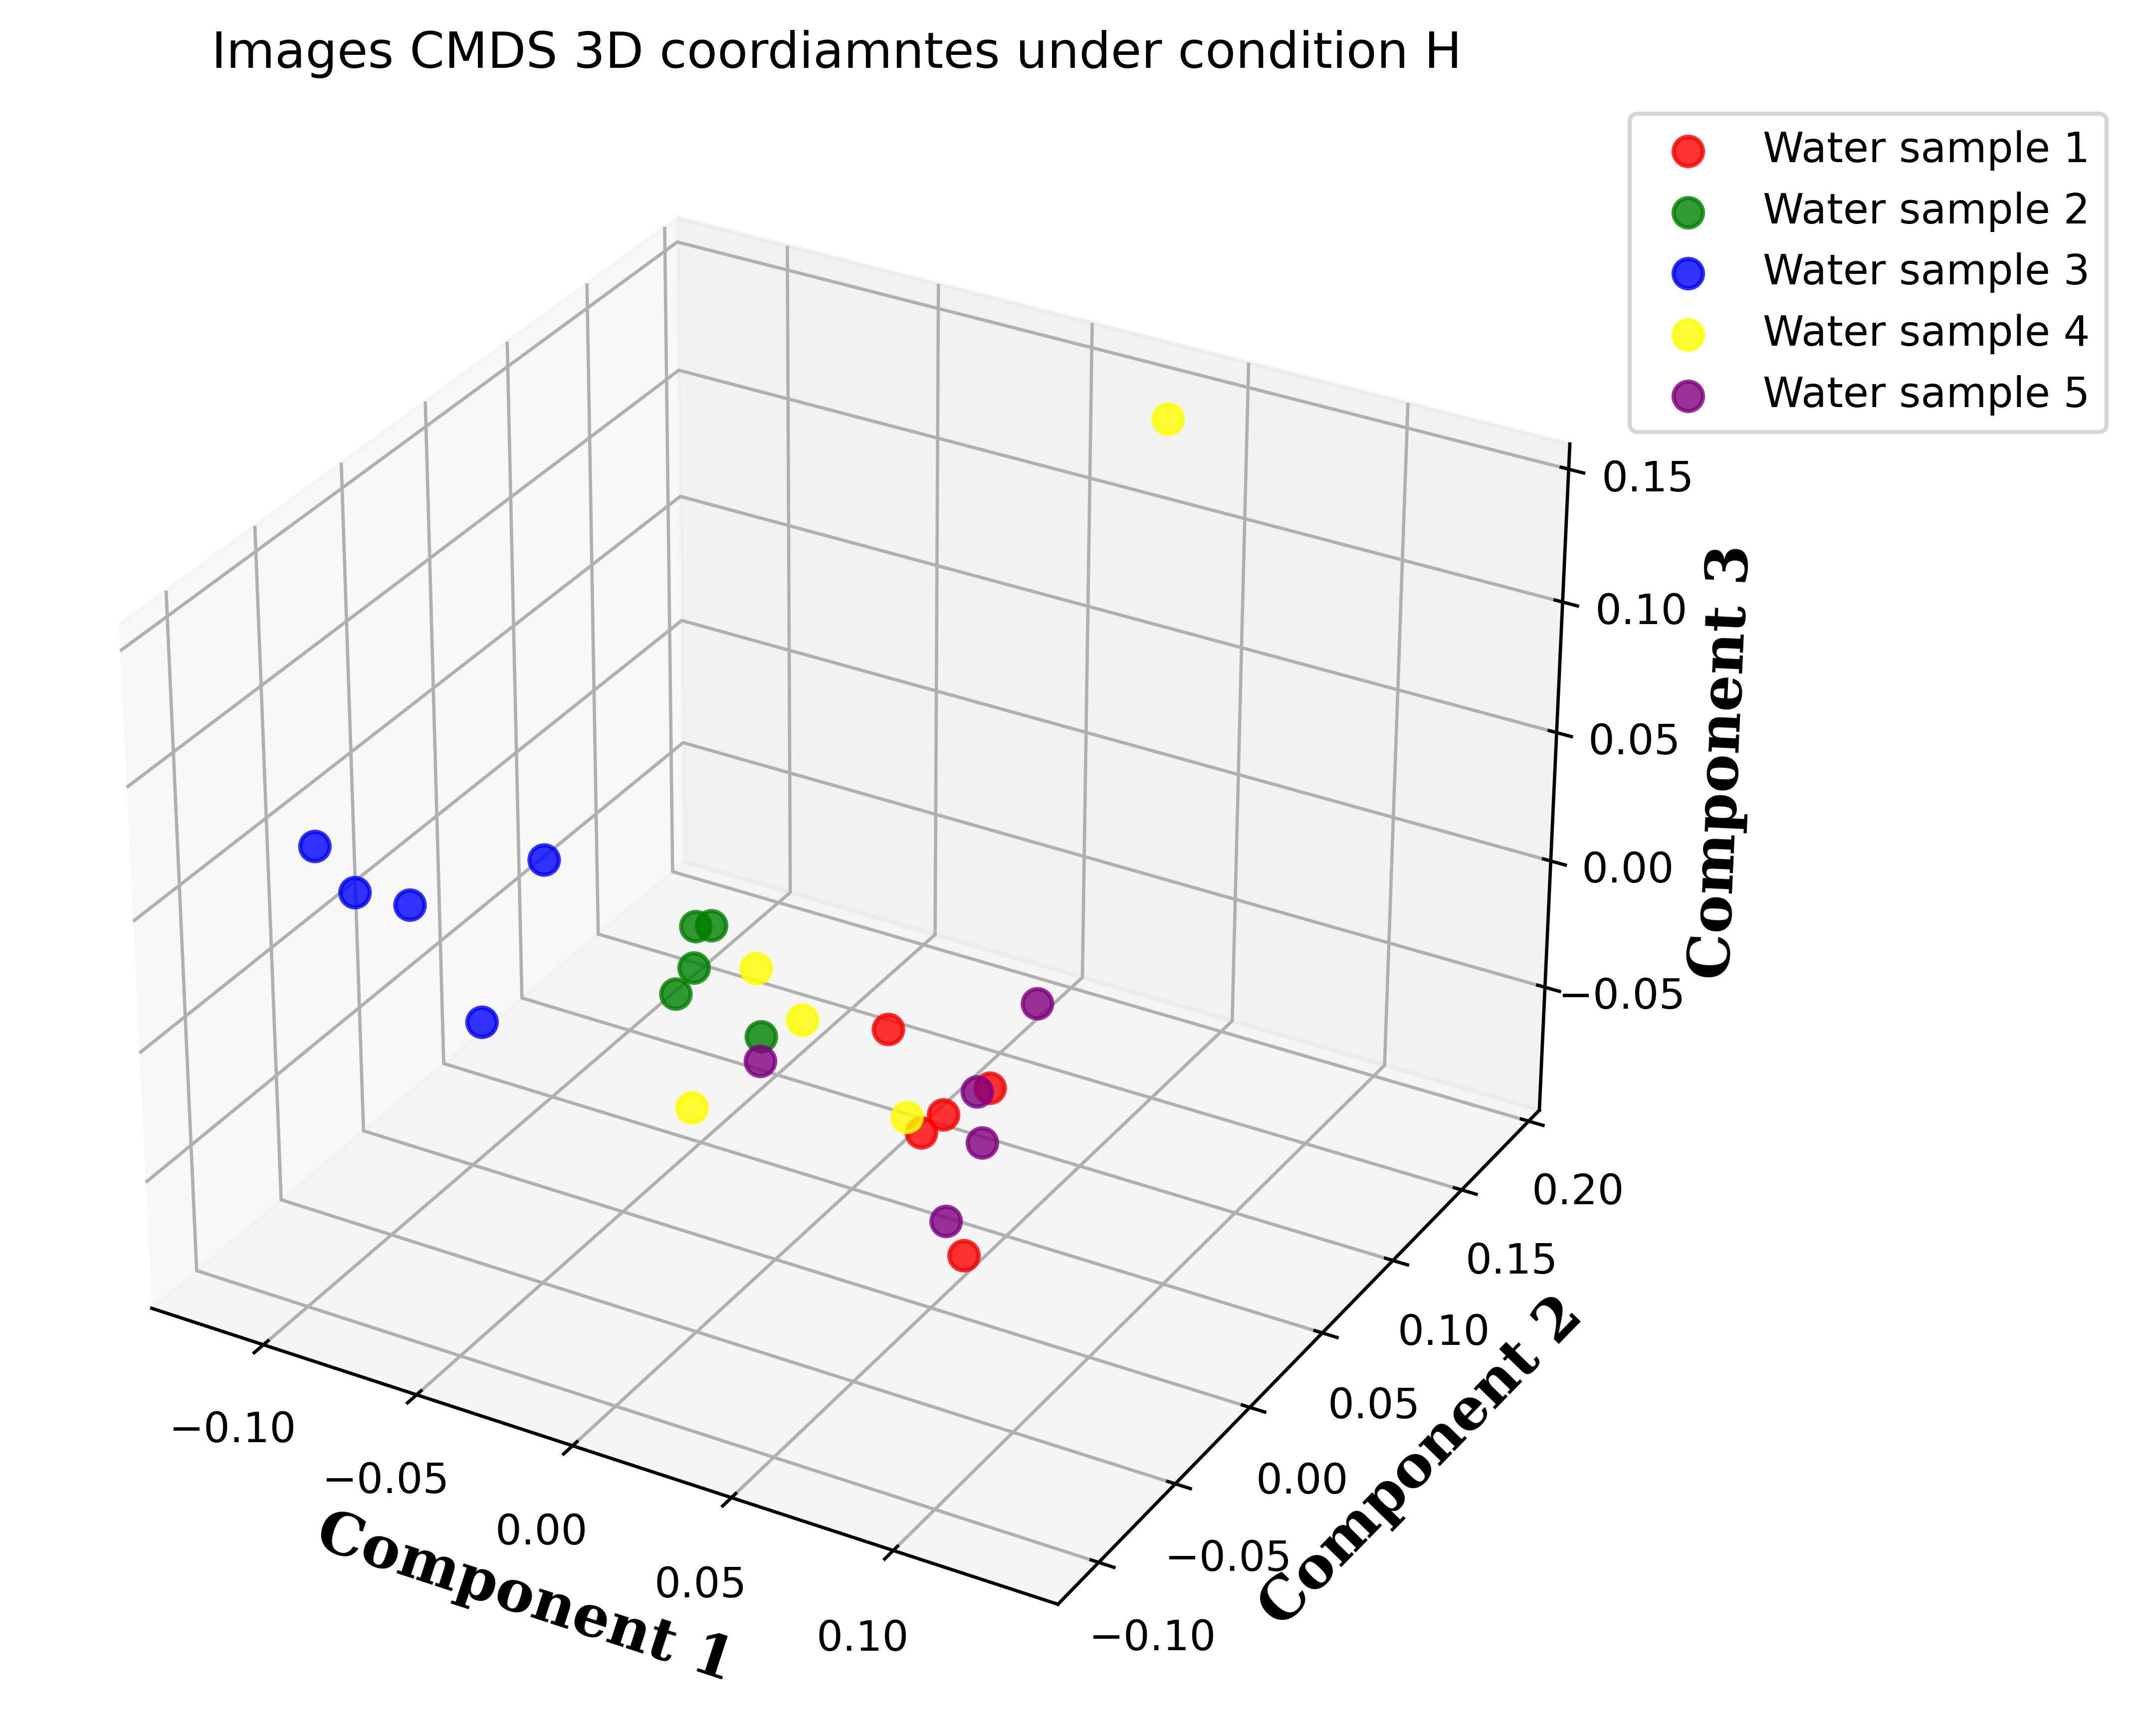 Images CMDS 3D coordiamntes under condition H
Water sample 1
Water sample 2
Water sample 3
Water sample 4
Water sample 5
0.15
0.10
0.05
0.00
−0.05
Component 3
0.20
0.15
0.10
0.05
0.00
−0.05
−0.10
Component 2
−0.10
−0.05
0.00
0.05
0.10
Component 1